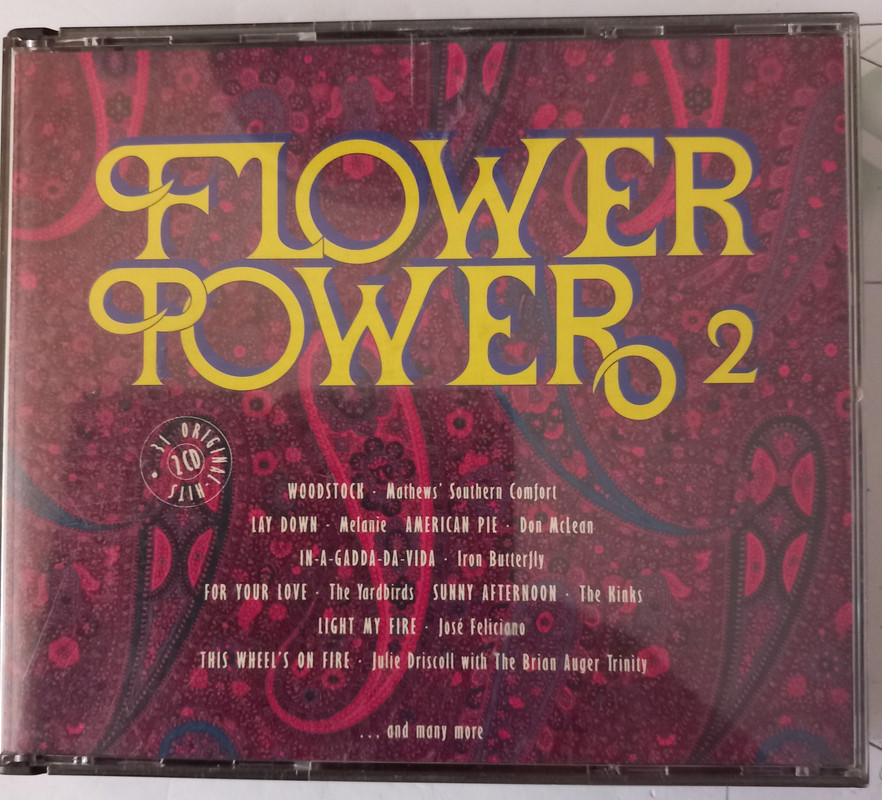 FLOWER
POWER 2
31 ORIGINAL-HITS •
2CD
WOODSTOCK · Mathews' Southern Comfort
LAY DOWN · Melanie AMERICAN PIE · Don McLean
IN-A-GADDA-DA-VIDA · Iron Butterfly
FOR YOUR LOVE · The Yardbirds SUNNY AFTERNOON · The Kinks
LIGHT MY FIRE · José Feliciano
THIS WHEEL'S ON FIRE · Julie Driscoll with The Brian Auger Trinity
... and many more